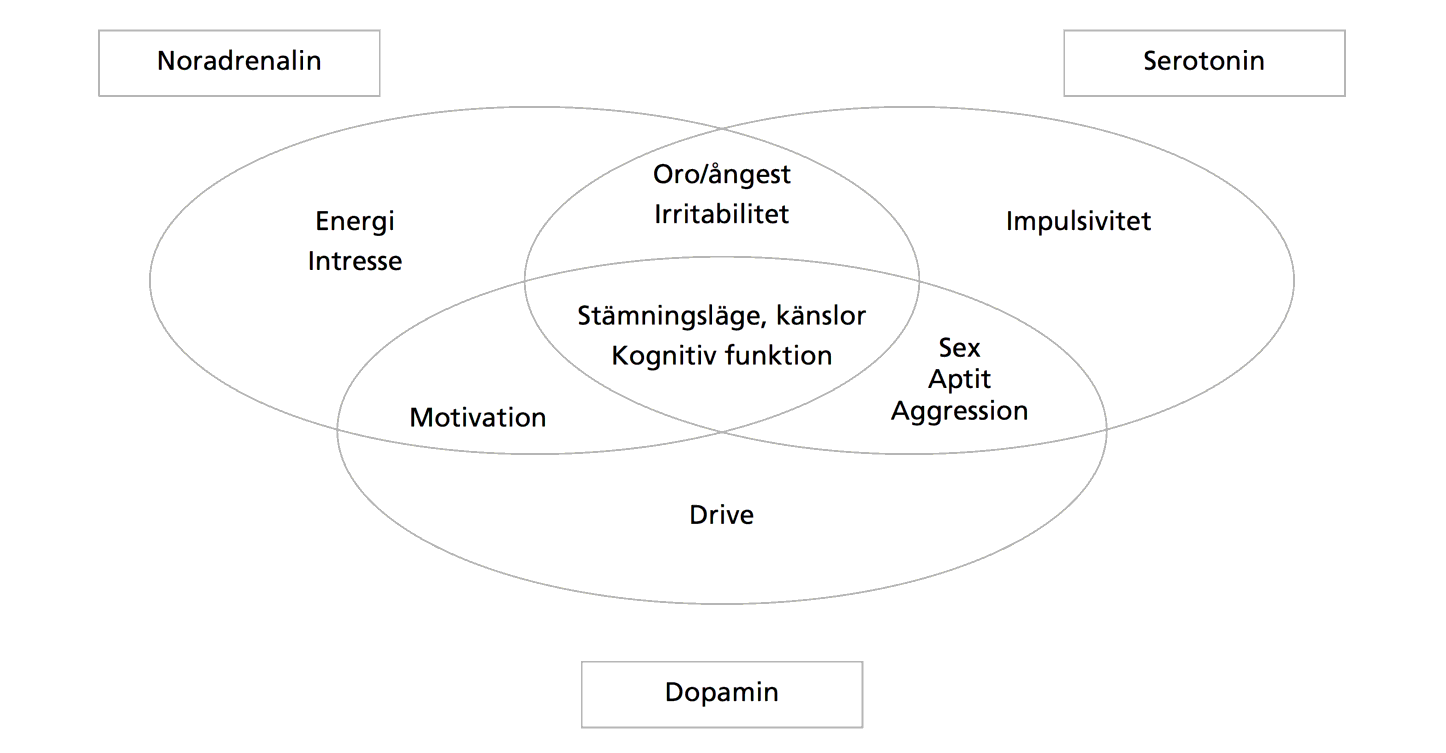 Noradrenalin
Serotonin
Oro/ångest
Irritabilitet
Energi
Intresse
Impulsivitet
Stämningsläge, känslor
Kognitiv funktion
Sex
Aptit
Aggression
Motivation
Drive
Dopamin